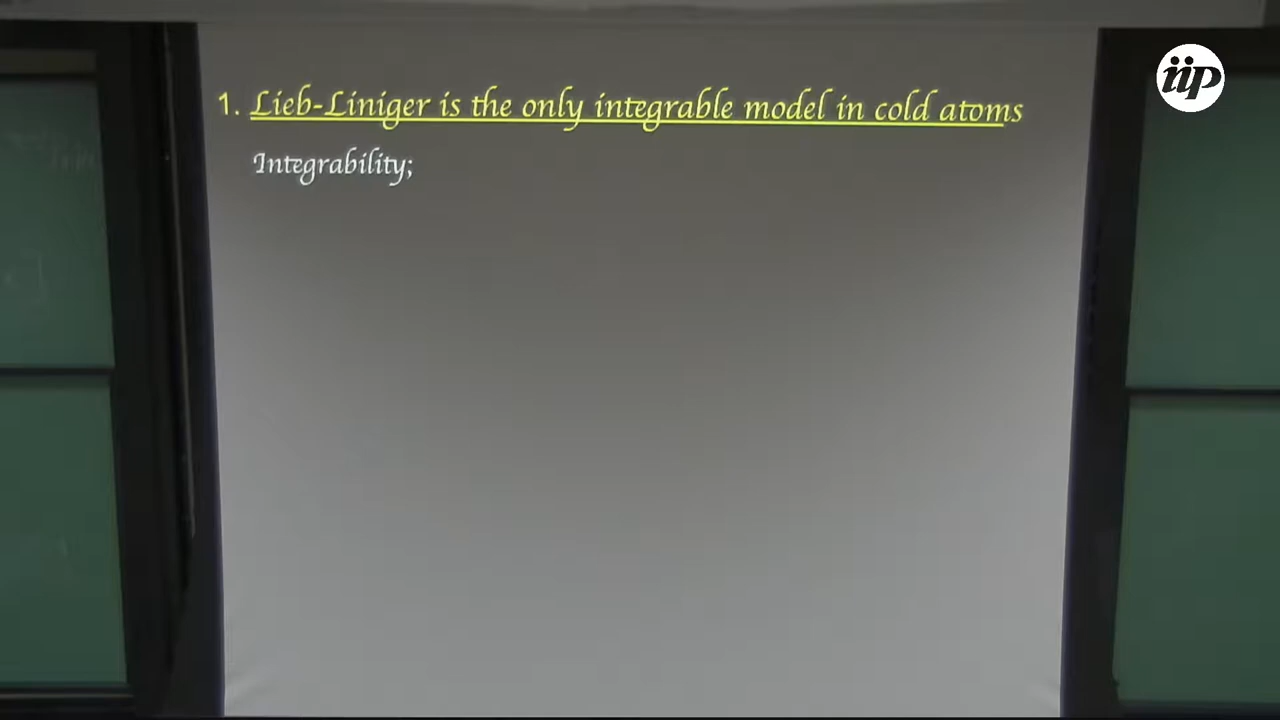 1. Lieb-Liniger is the only integrable model in cold atoms
Integrability;
iip